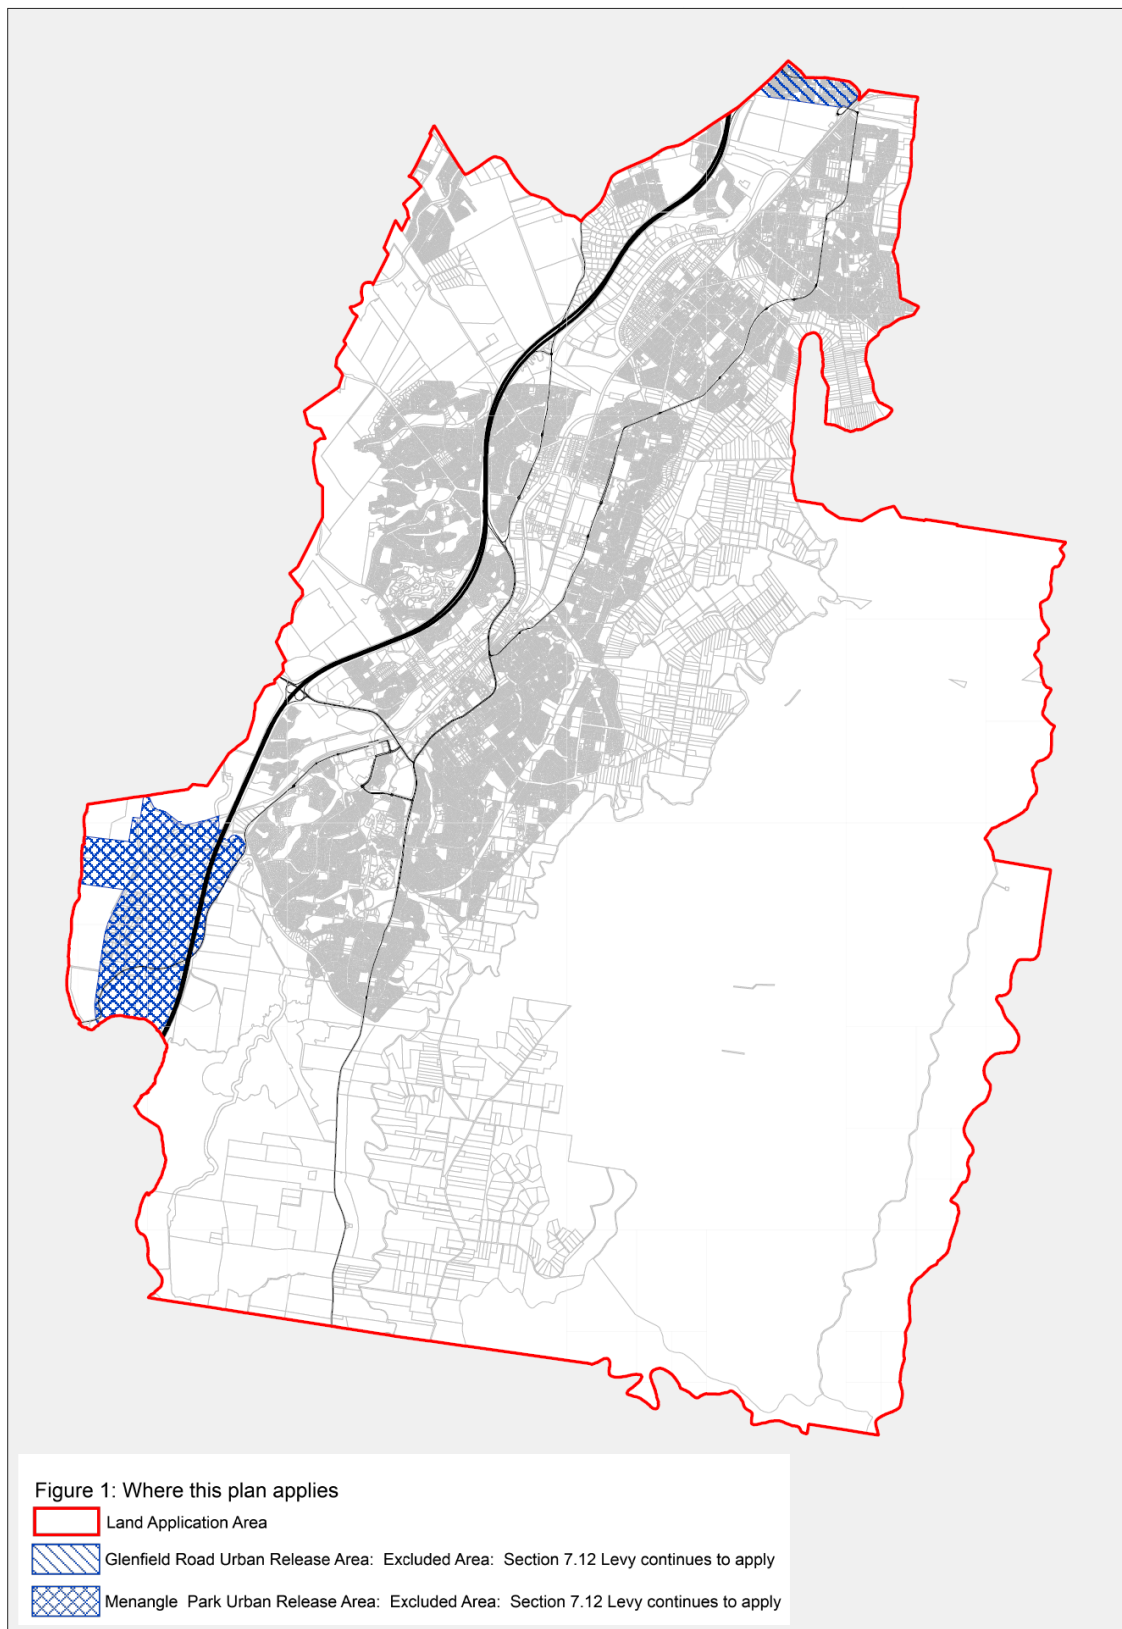 Figure 1: Where this plan applies
Land Application Area
Glenfield Road Urban Release Area: Excluded Area: Section 7.12 Levy continues to apply
Menangle Park Urban Release Area: Excluded Area: Section 7.12 Levy continues to apply